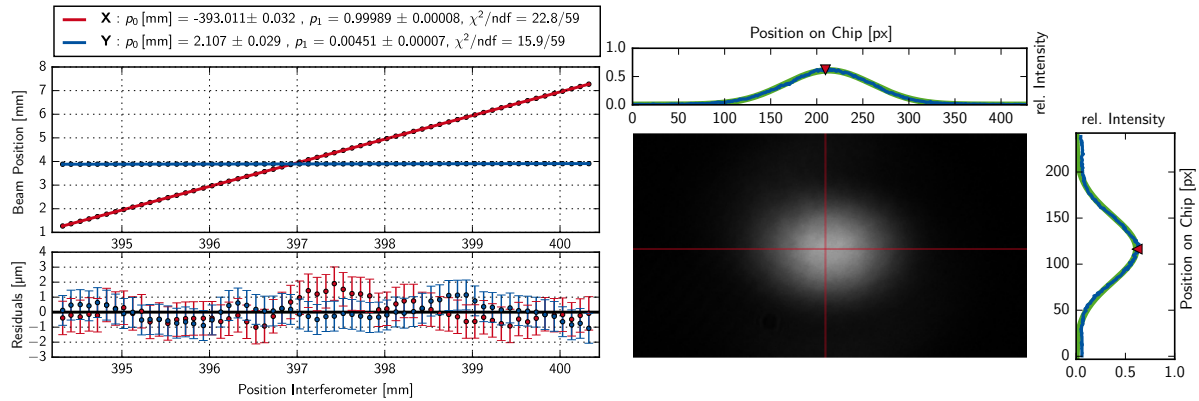 X : p₀ [mm] = -393.011± 0.032 , p₁ = 0.99989 ± 0.00008, χ²/ndf = 22.8/59
Y : p₀ [mm] = 2.107 ± 0.029 , p₁ = 0.00451 ± 0.00007, χ²/ndf = 15.9/59
Beam Position [mm]
8
7
6
5
4
3
2
1
395 396 397 398 399 400
Residuals [µm]
4
3
2
1
0
−1
−2
−3
395 396 397 398 399 400
Position Interferometer [mm]
Position on Chip [px]
1.0
0.5
0.0
rel. Intensity
0 50 100 150 200 250 300 350 400
rel. Intensity
200
150
100
50
0
Position on Chip [px]
0.0 0.5 1.0